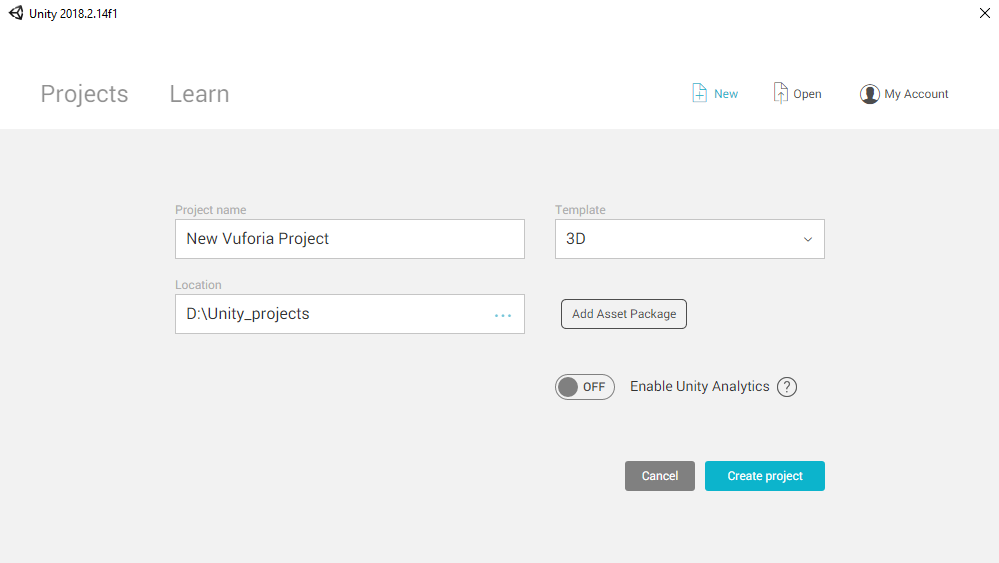 Unity 2018.2.14f1
Projects
Learn
New
Open
My Account
Project name
New Vuforia Project
Template
3D
Location
D:\Unity_projects
...
Add Asset Package
OFF
Enable Unity Analytics ?
Cancel
Create project